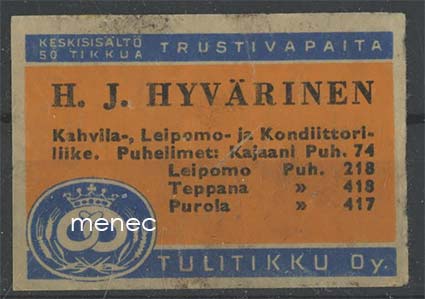 KESKISISÄLTÖ
50 TIKKUA
TRUSTIVAPAITA
H. J. HYVÄRINEN
Kahvila-, Leipomo- ja Kondiittori-
liike. Puhelimet: Kajaani Puh. 74
Leipomo Puh. 218
Teppana » 418
Purola » 417
menec
TULITIKKU Oy.